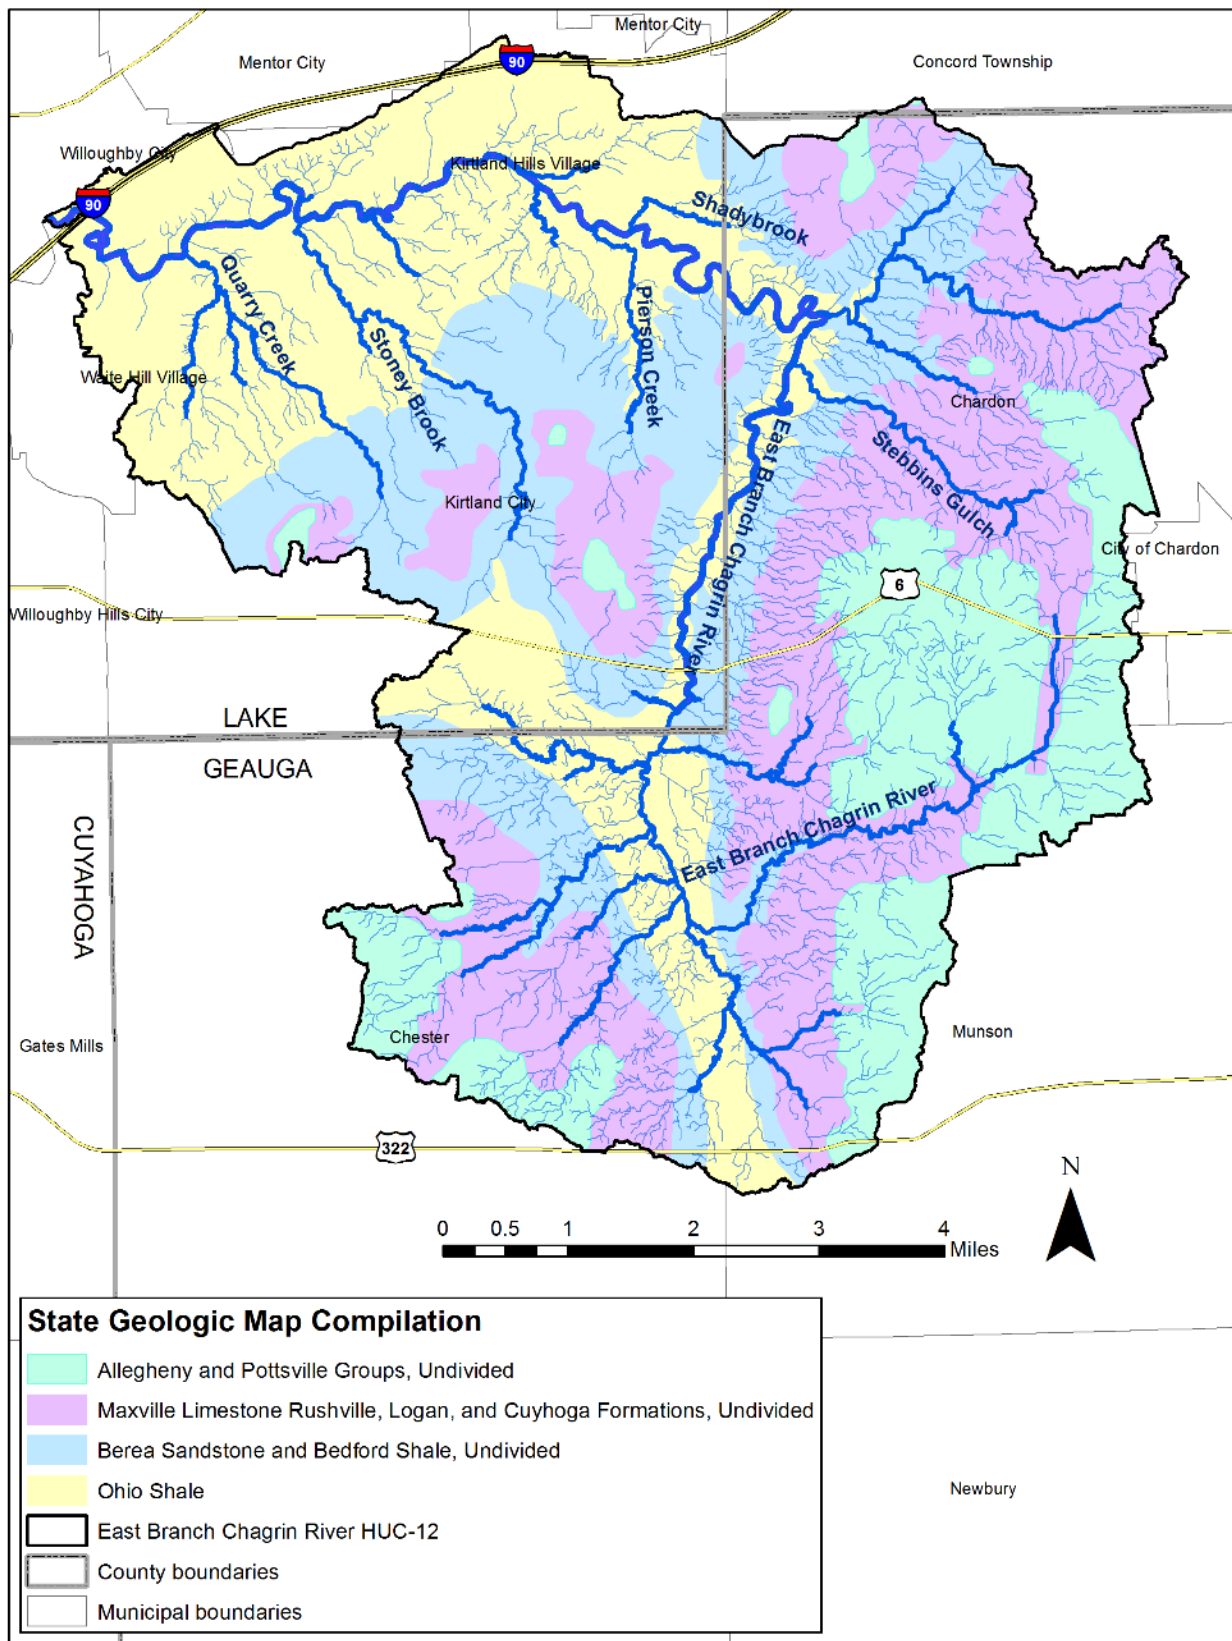 Mentor City
Mentor City
Concord Township
90
Willoughby City
Kirtland Hills Village
90
Shadybrook
Quarry Creek
Pierson Creek
Stoney Brook
Waite Hill Village
Chardon
East Branch Chagrin River
Stebbins Gulch
Kirtland City
City of Chardon
6
Willoughby Hills City
LAKE
GEAUGA
CUYAHOGA
East Branch Chagrin River
Chester
Munson
Gates Mills
322
N
0 0.5 1 2 3 4
Miles
State Geologic Map Compilation
Allegheny and Pottsville Groups, Undivided
Maxville Limestone Rushville, Logan, and Cuyhoga Formations, Undivided
Berea Sandstone and Bedford Shale, Undivided
Ohio Shale
East Branch Chagrin River HUC-12
County boundaries
Municipal boundaries
Newbury